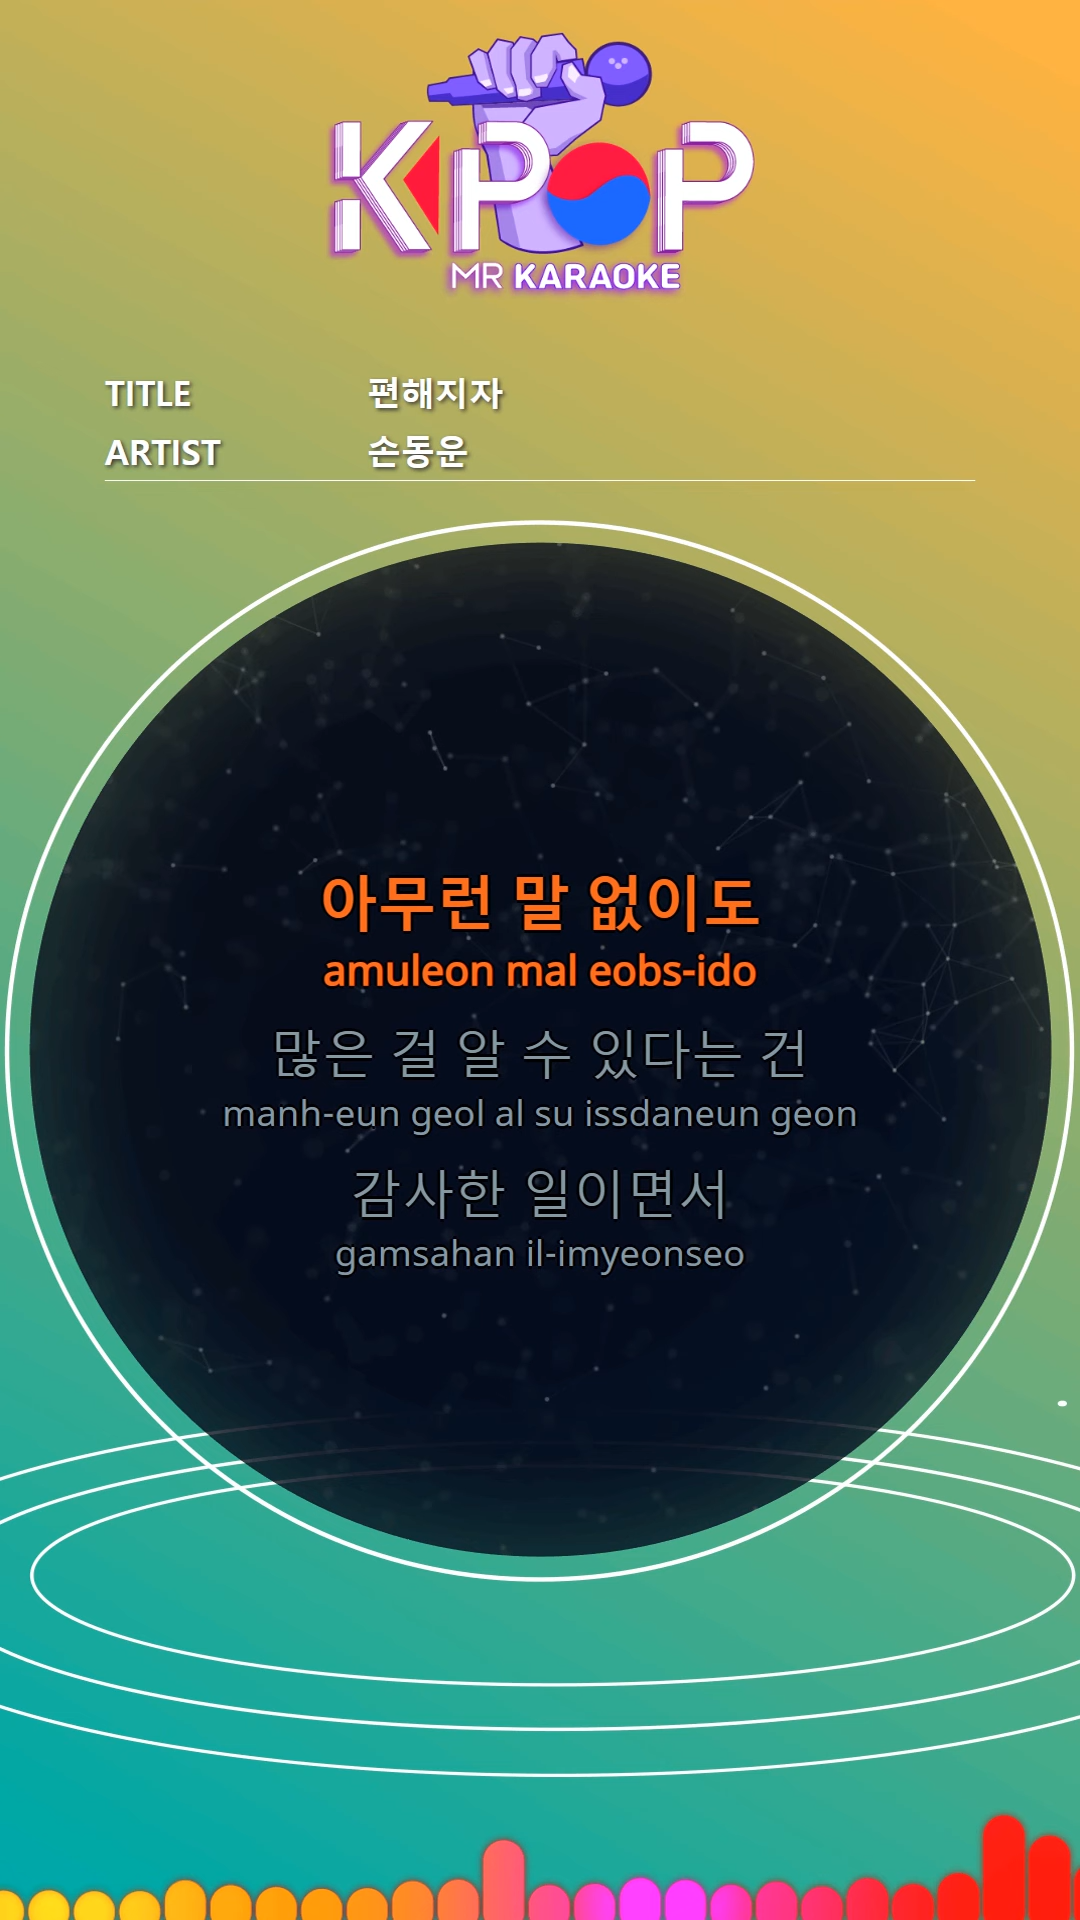 KPOP
MR KARAOKE
TITLE 편해지자
ARTIST 손동운
아무런 말 없이도
amuleon mal eobs-ido
많은 걸 알 수 있다는 건
manh-eun geol al su issdaneun geon
감사한 일이면서
gamsahan il-imyeonseo